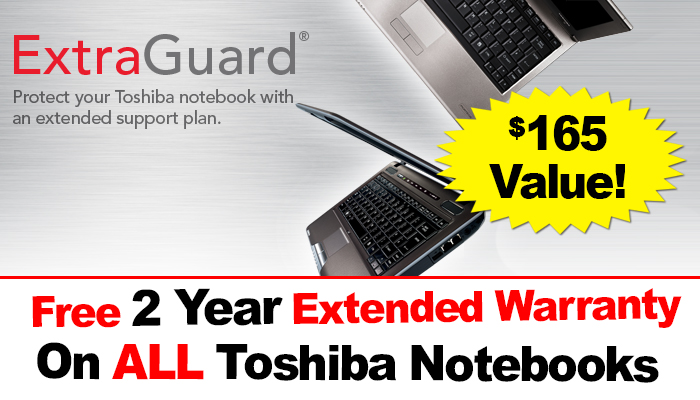 ExtraGuard®
Protect your Toshiba notebook with
an extended support plan.
$165
Value!
Free 2 Year Extended Warranty
On ALL Toshiba Notebooks